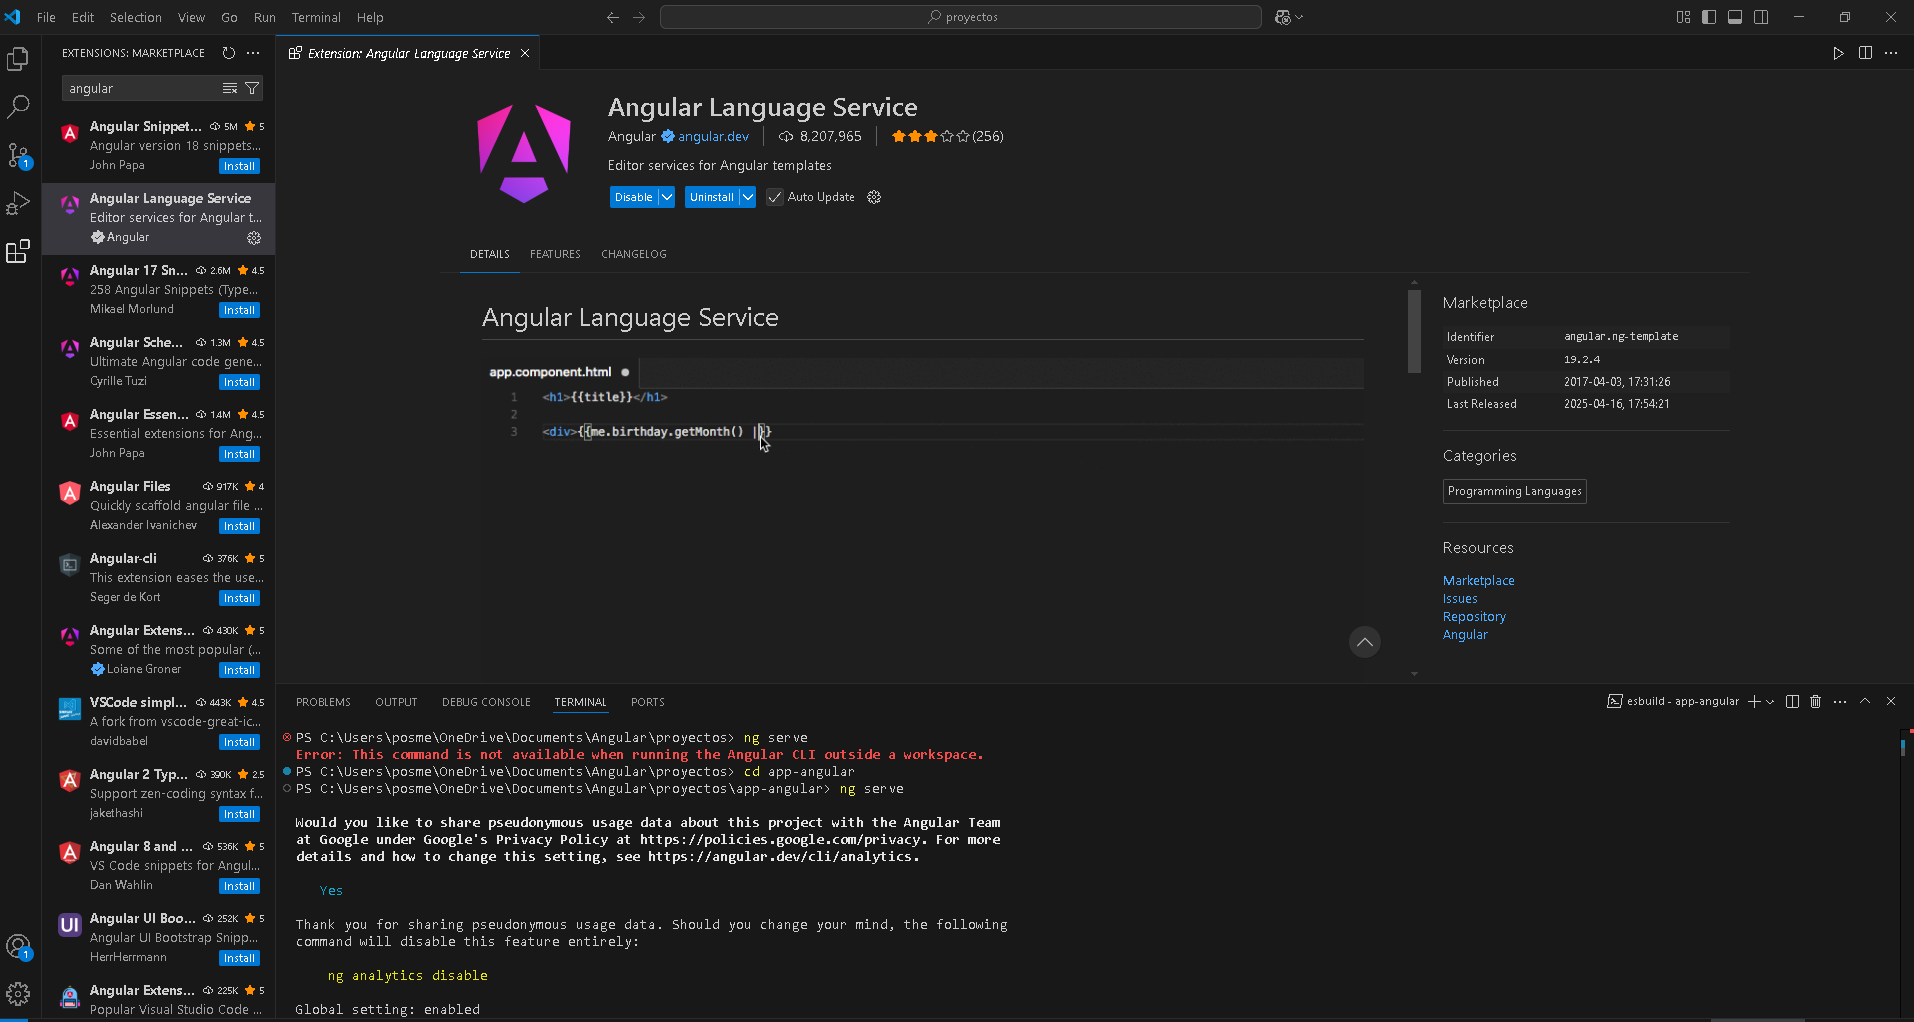 File Edit Selection View Go Run Terminal Help
proyectos
EXTENSIONS: MARKETPLACE
angular
Angular Snippet... 5M 5
Angular version 18 snippets...
John Papa Install
Angular Language Service
Editor services for Angular t...
Angular
Angular 17 Sn... 2.6M 4.5
258 Angular Snippets (Type...
Mikael Morlund Install
Angular Sche... 1.3M 4.5
Ultimate Angular code gene...
Cyrille Tuzi Install
Angular Essen... 1.4M 4.5
Essential extensions for Ang...
John Papa Install
Angular Files 917K 4
Quickly scaffold angular file ...
Alexander Ivanichev Install
Angular-cli 376K 5
This extension eases the use...
Seger de Kort Install
Angular Extens... 430K 5
Some of the most popular (...
Loiane Groner Install
VSCode simpl... 443K 4.5
A fork from vscode-great-ic...
davidbabel Install
Angular 2 Typ... 390K 2.5
Support zen-coding syntax f...
jakethashi Install
Angular 8 and ... 536K 5
VS Code snippets for Angul...
Dan Wahlin Install
UI
Angular UI Boo... 252K 5
Angular UI Bootstrap Snipp...
HerrHerrmann Install
Angular Extens... 225K 5
Popular Visual Studio Code ...
1
1
Extension: Angular Language Service
Angular Language Service
Angular angular.dev 8,207,965 (256)
Editor services for Angular templates
Disable Uninstall Auto Update
DETAILS FEATURES CHANGELOG
Angular Language Service
app.component.html
1 <h1>{{title}}</h1>
2
3 <div>{{me.birthday.getMonth() |}}
Marketplace
Identifier angular.ng-template
Version 19.2.4
Published 2017-04-03, 17:31:26
Last Released 2025-04-16, 17:54:21
Categories
Programming Languages
Resources
Marketplace
Issues
Repository
Angular
PROBLEMS OUTPUT DEBUG CONSOLE TERMINAL PORTS
esbuild - app-angular
PS C:\Users\posme\OneDrive\Documents\Angular\proyectos> ng serve
Error: This command is not available when running the Angular CLI outside a workspace.
PS C:\Users\posme\OneDrive\Documents\Angular\proyectos> cd app-angular
PS C:\Users\posme\OneDrive\Documents\Angular\proyectos\app-angular> ng serve
Would you like to share pseudonymous usage data about this project with the Angular Team
at Google under Google's Privacy Policy at https://policies.google.com/privacy. For more
details and how to change this setting, see https://angular.dev/cli/analytics.
Yes
Thank you for sharing pseudonymous usage data. Should you change your mind, the following
command will disable this feature entirely:
ng analytics disable
Global setting: enabled